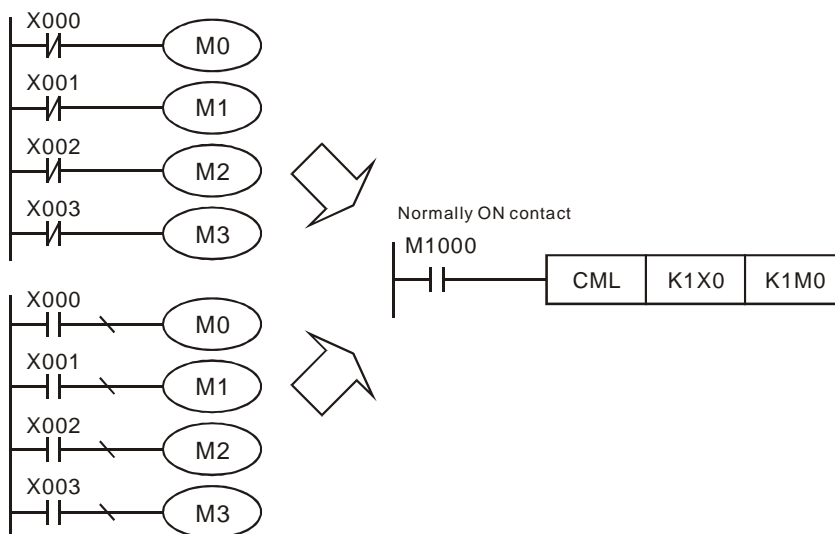 X000
M0
X001
M1
X002
M2
X003
M3
Normally ON contact
M1000
CML K1X0 K1M0
X000
M0
X001
M1
X002
M2
X003
M3